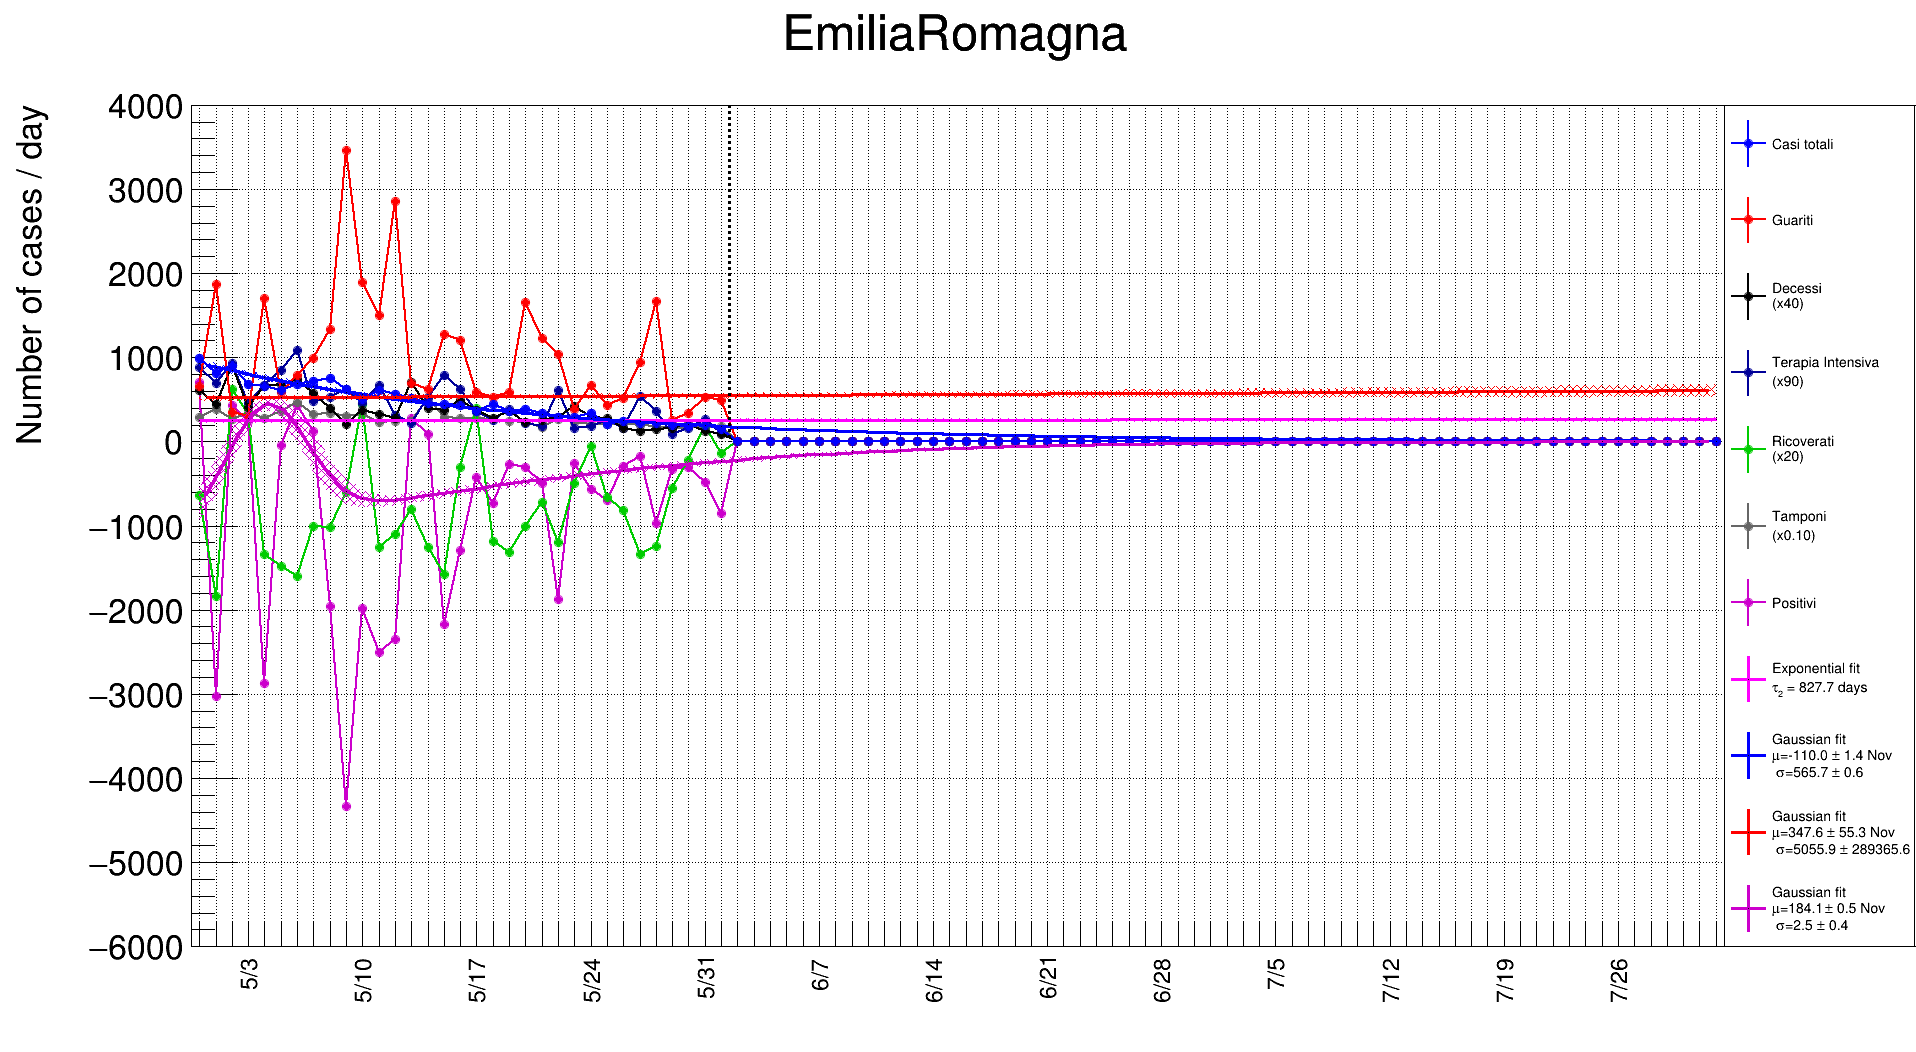 EmiliaRomagna
Number of cases / day
4000
3000
2000
1000
0
−1000
−2000
−3000
−4000
−5000
−6000
5/3
5/10
5/17
5/24
5/31
6/7
6/14
6/21
6/28
7/5
7/12
7/19
7/26
Casi totali
Guariti
Decessi
(x40)
Terapia Intensiva
(x90)
Ricoverati
(x20)
Tamponi
(x0.10)
Positivi
Exponential fit
τ2 = 827.7 days
Gaussian fit
μ=-110.0 ± 1.4 Nov
σ=565.7 ± 0.6
Gaussian fit
μ=347.6 ± 55.3 Nov
σ=5055.9 ± 289365.6
Gaussian fit
μ=184.1 ± 0.5 Nov
σ=2.5 ± 0.4